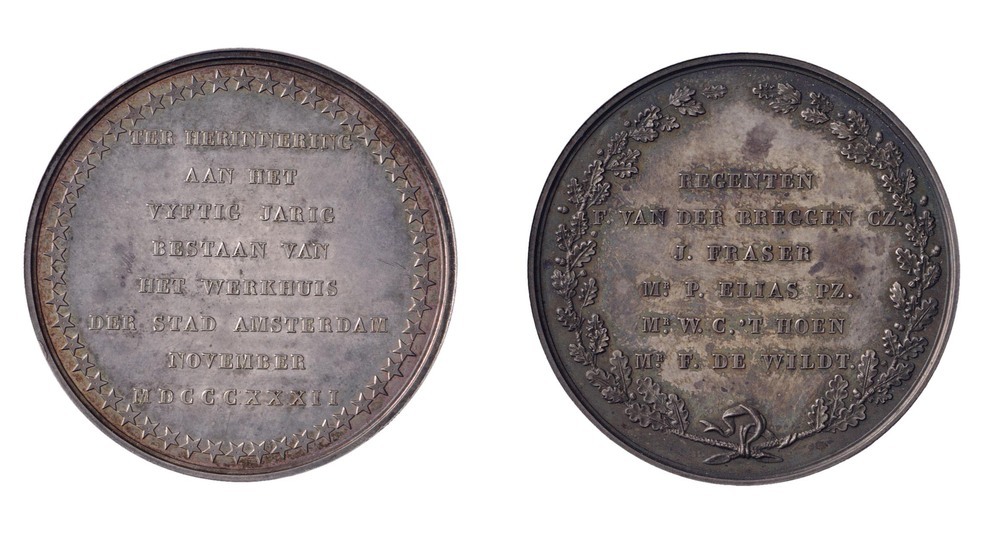 TER HERINNERING
AAN HET
VYFTIG JARIG
BESTAAN VAN
HET WERKHUIS
DER STAD AMSTERDAM
NOVEMBER
MDCCCXXXII
REGENTEN
F. VAN DER BREGGEN CZ.
J. FRASER
MR P. ELIAS PZ.
MR W. C. 'T HOEN
MR F. DE WILDT.